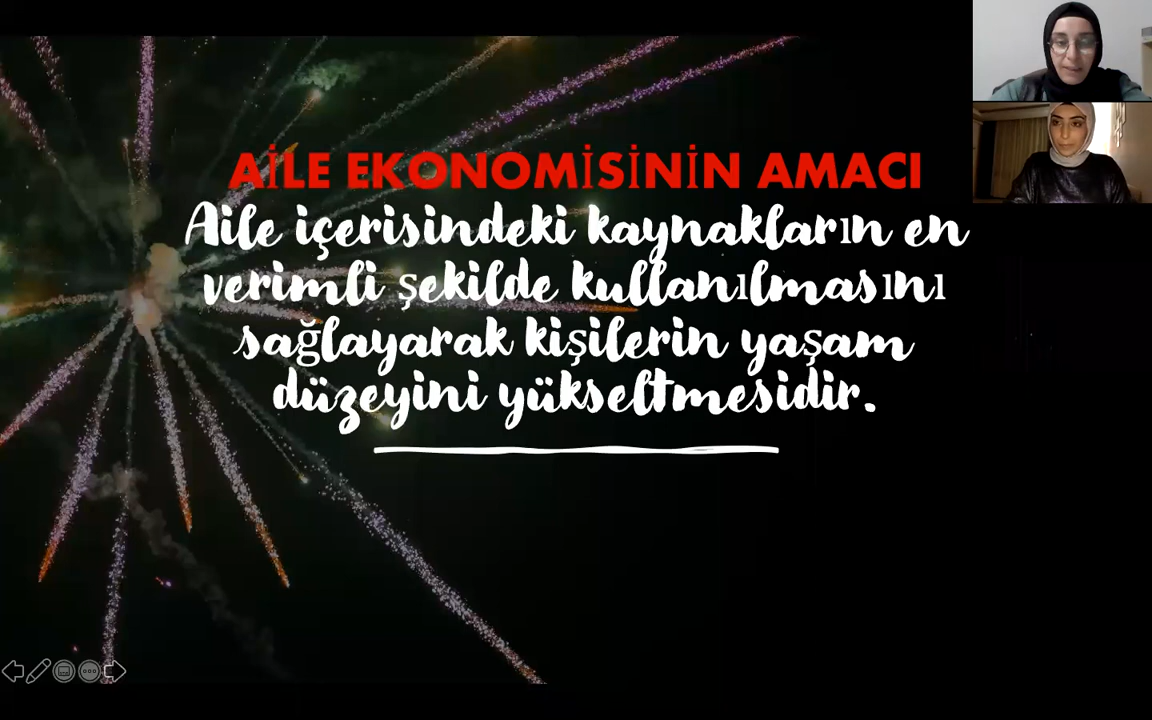 AİLE EKONOMİSİNİN AMACI
Aile içerisindeki kaynakların en
verimli şekilde kullanılmasını
sağlayarak kişilerin yaşam
düzeyini yükseltmesidir.